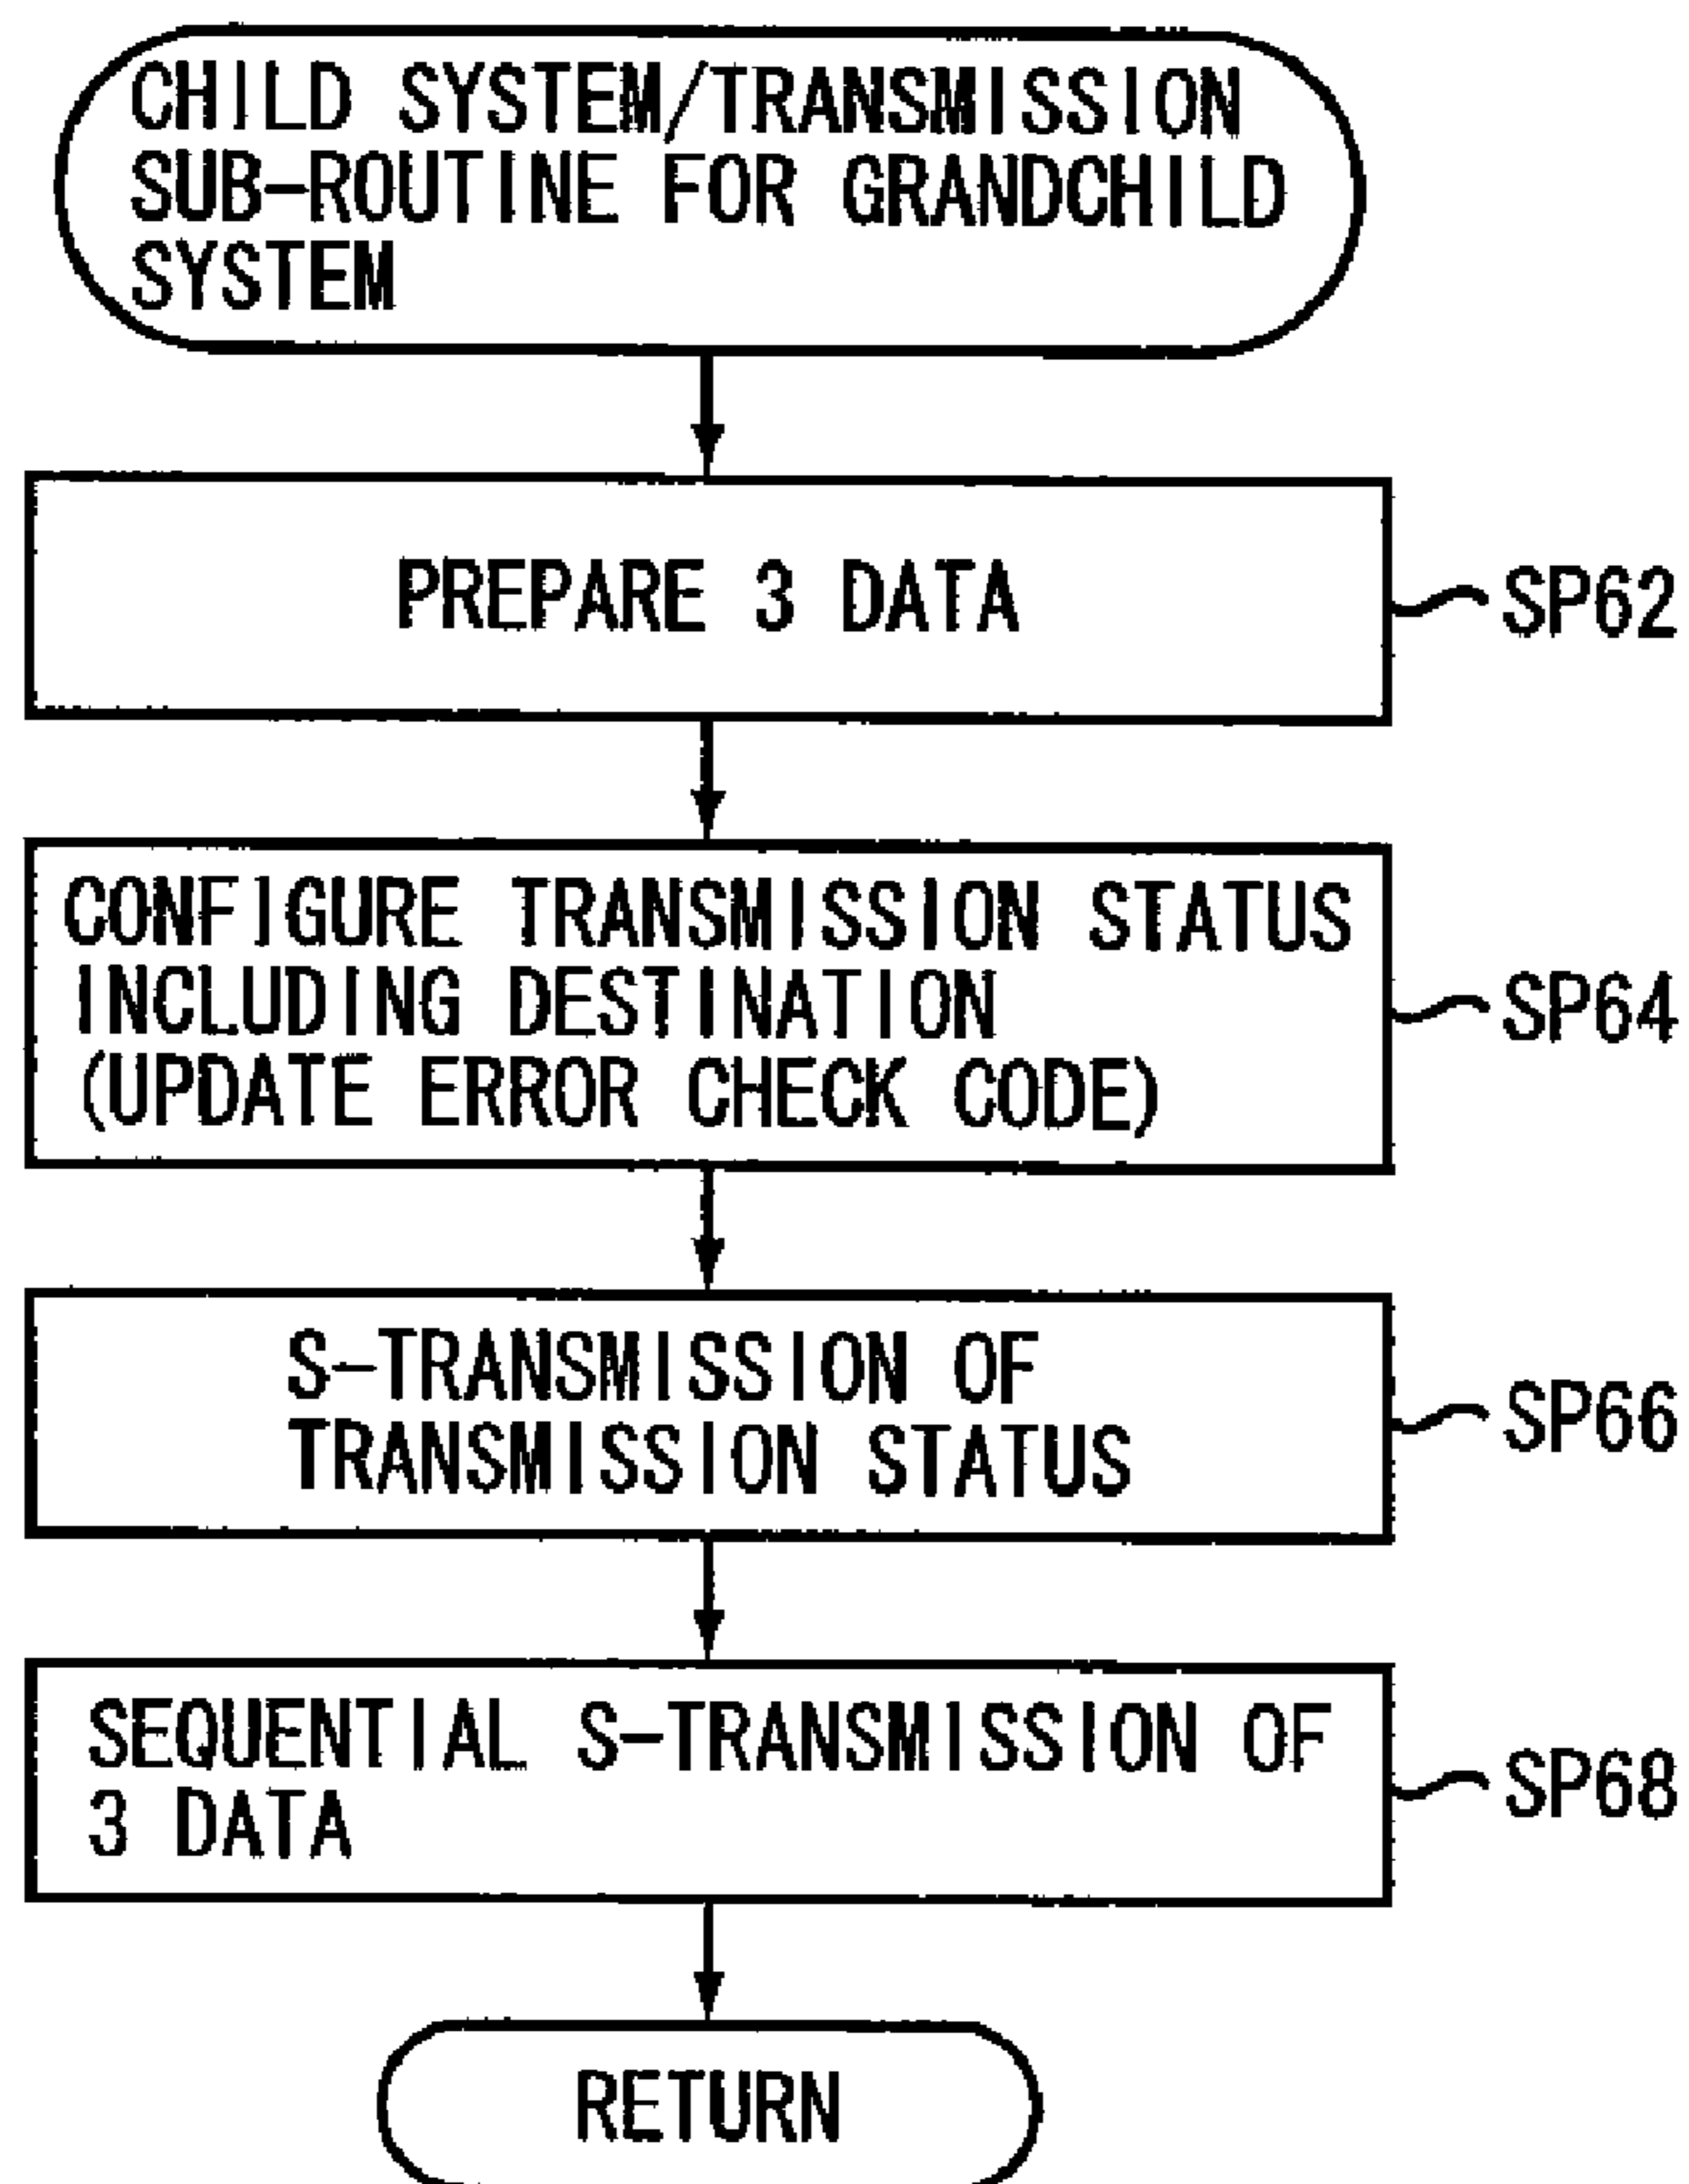 CHILD SYSTEM/TRANSMISSION
SUB-ROUTINE FOR GRANDCHILD
SYSTEM
PREPARE 3 DATA
SP62
CONFIGURE TRANSMISSION STATUS
INCLUDING DESTINATION
(UPDATE ERROR CHECK CODE)
SP64
S-TRANSMISSION OF
TRANSMISSION STATUS
SP66
SEQUENTIAL S-TRANSMISSION OF
3 DATA
SP68
RETURN